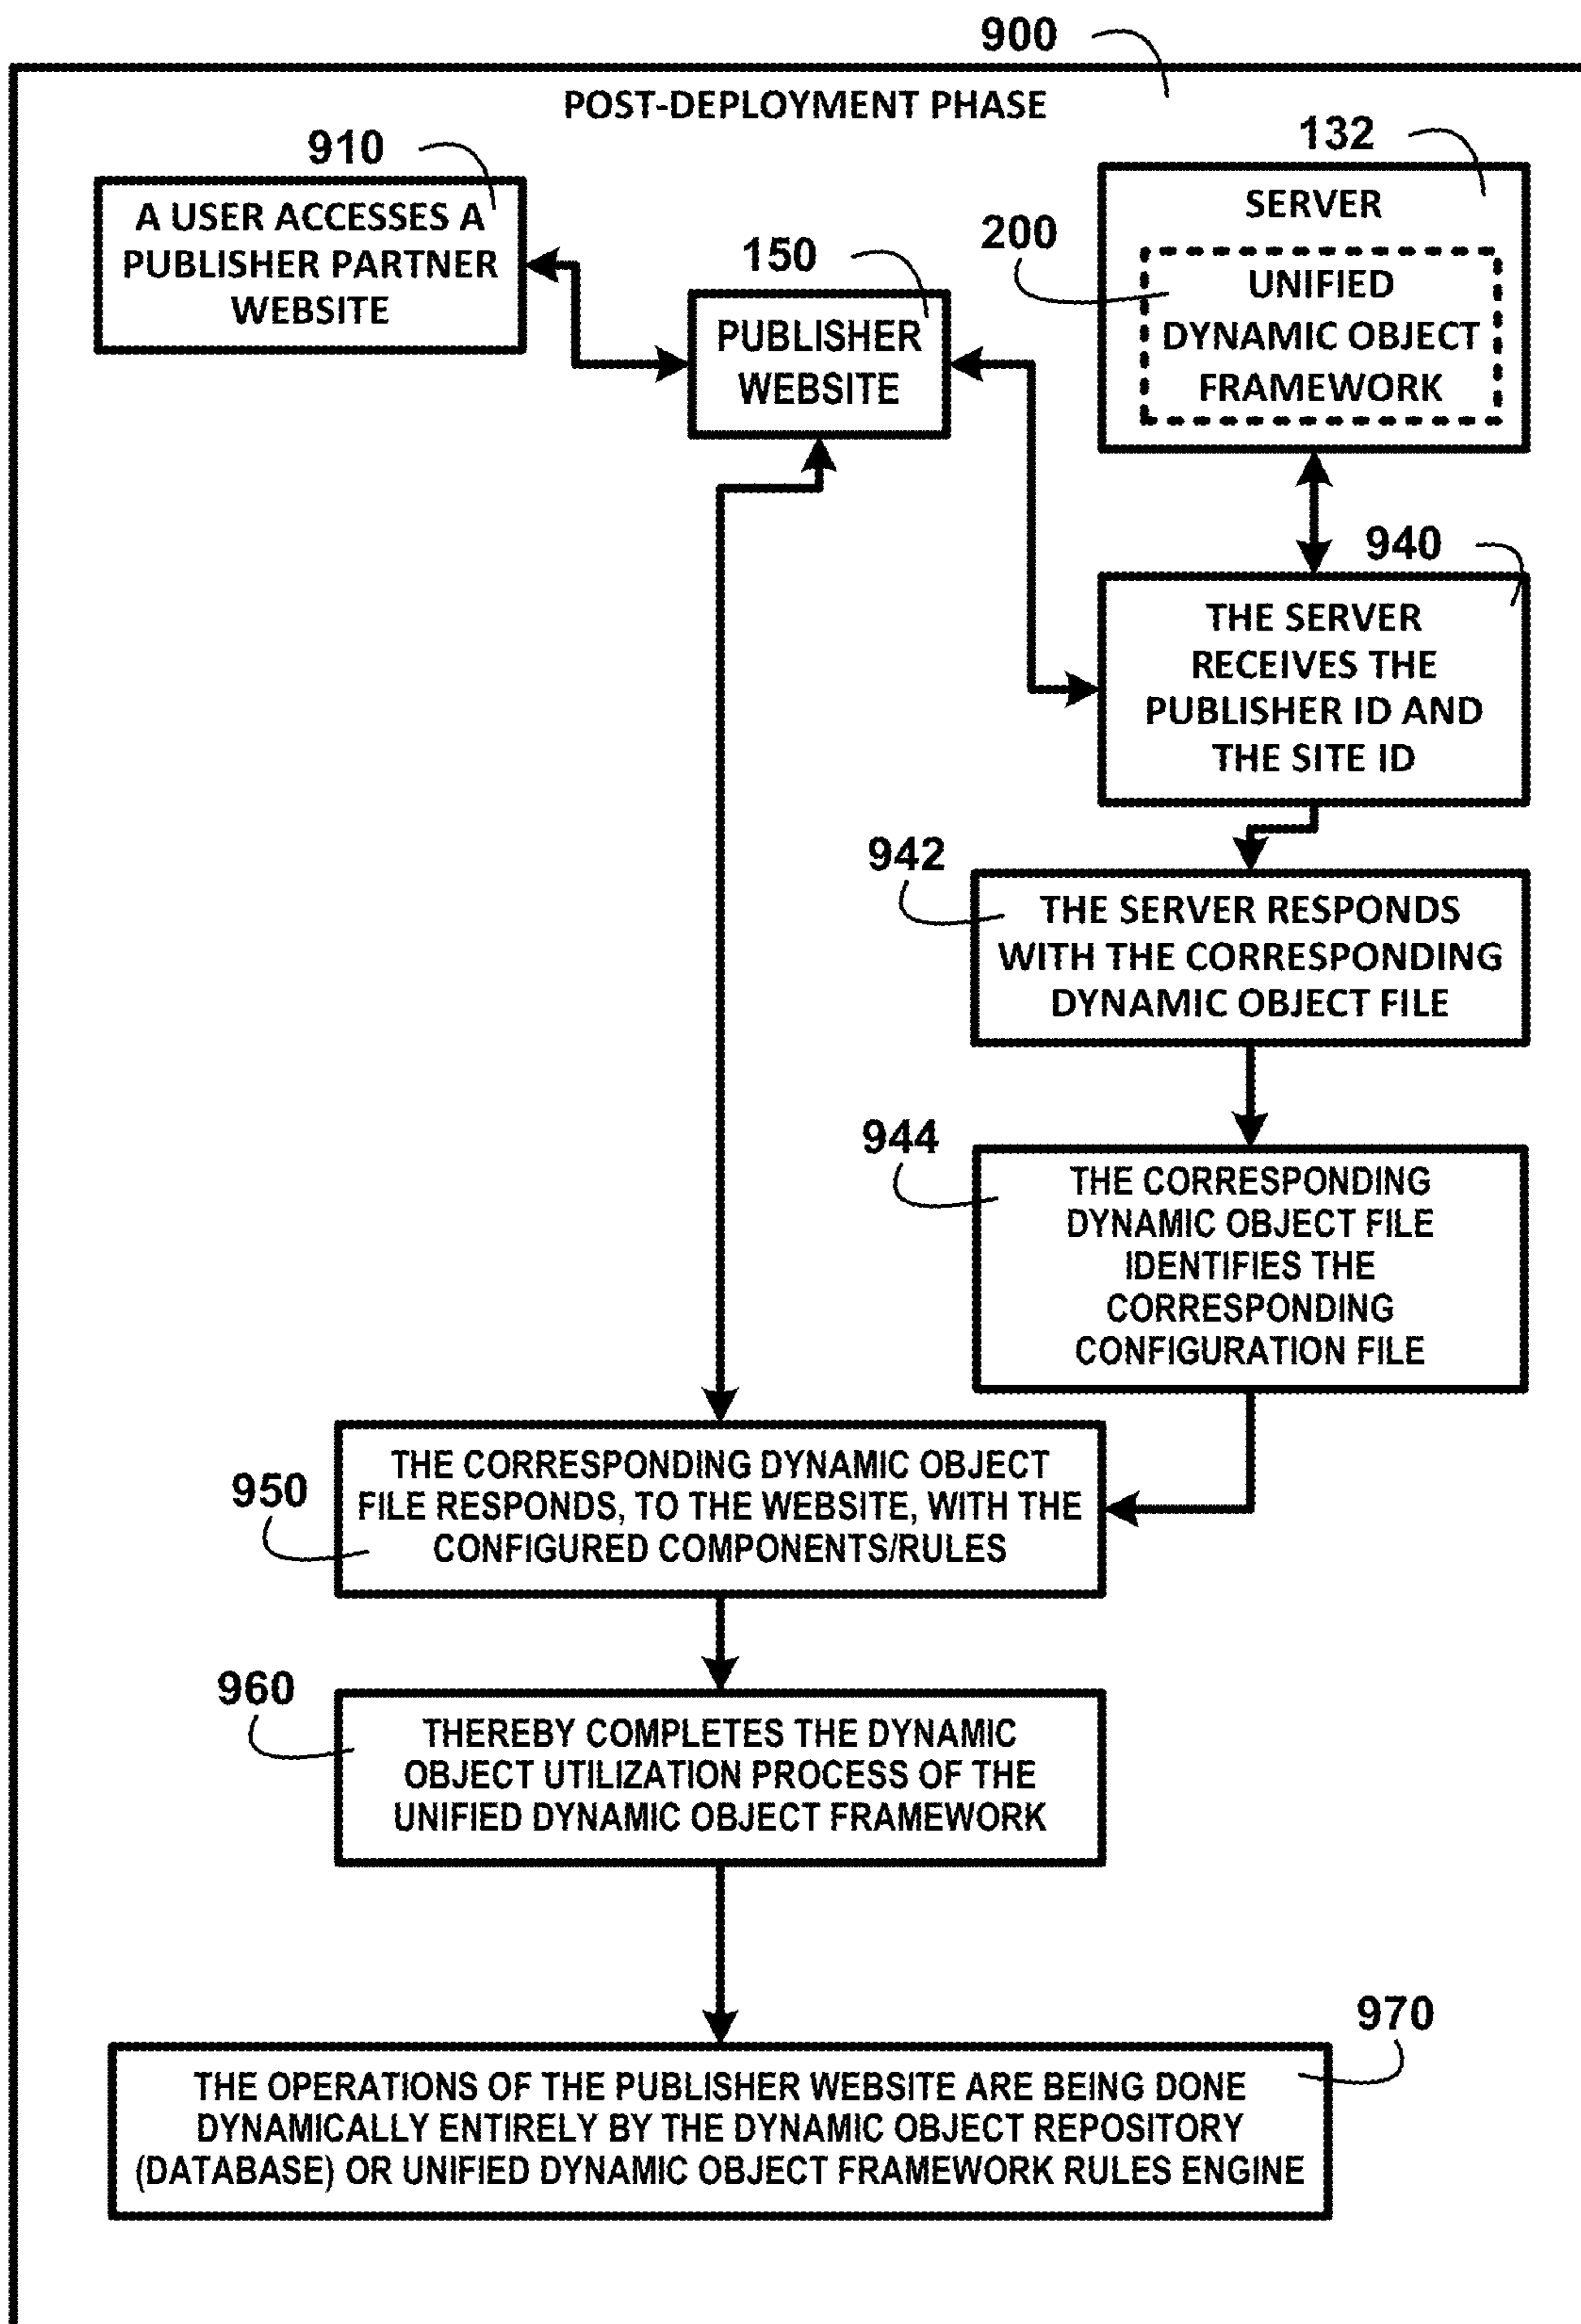 900
POST-DEPLOYMENT PHASE
910
A USER ACCESSES A
PUBLISHER PARTNER
WEBSITE
150
PUBLISHER
WEBSITE
132
SERVER
200
UNIFIED
DYNAMIC OBJECT
FRAMEWORK
940
THE SERVER
RECEIVES THE
PUBLISHER ID AND
THE SITE ID
942
THE SERVER RESPONDS
WITH THE CORRESPONDING
DYNAMIC OBJECT FILE
944
THE CORRESPONDING
DYNAMIC OBJECT FILE
IDENTIFIES THE
CORRESPONDING
CONFIGURATION FILE
950
THE CORRESPONDING DYNAMIC OBJECT
FILE RESPONDS, TO THE WEBSITE, WITH THE
CONFIGURED COMPONENTS/RULES
960
THEREBY COMPLETES THE DYNAMIC
OBJECT UTILIZATION PROCESS OF THE
UNIFIED DYNAMIC OBJECT FRAMEWORK
970
THE OPERATIONS OF THE PUBLISHER WEBSITE ARE BEING DONE
DYNAMICALLY ENTIRELY BY THE DYNAMIC OBJECT REPOSITORY
(DATABASE) OR UNIFIED DYNAMIC OBJECT FRAMEWORK RULES ENGINE